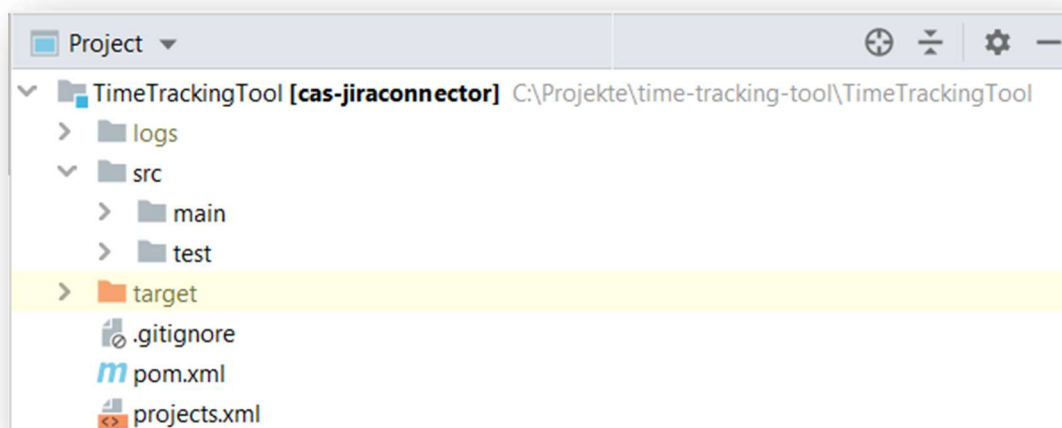 Project
TimeTrackingTool [cas-jiraconnector] C:\Projekte\time-tracking-tool\TimeTrackingTool
logs
src
main
test
target
.gitignore
m pom.xml
projects.xml